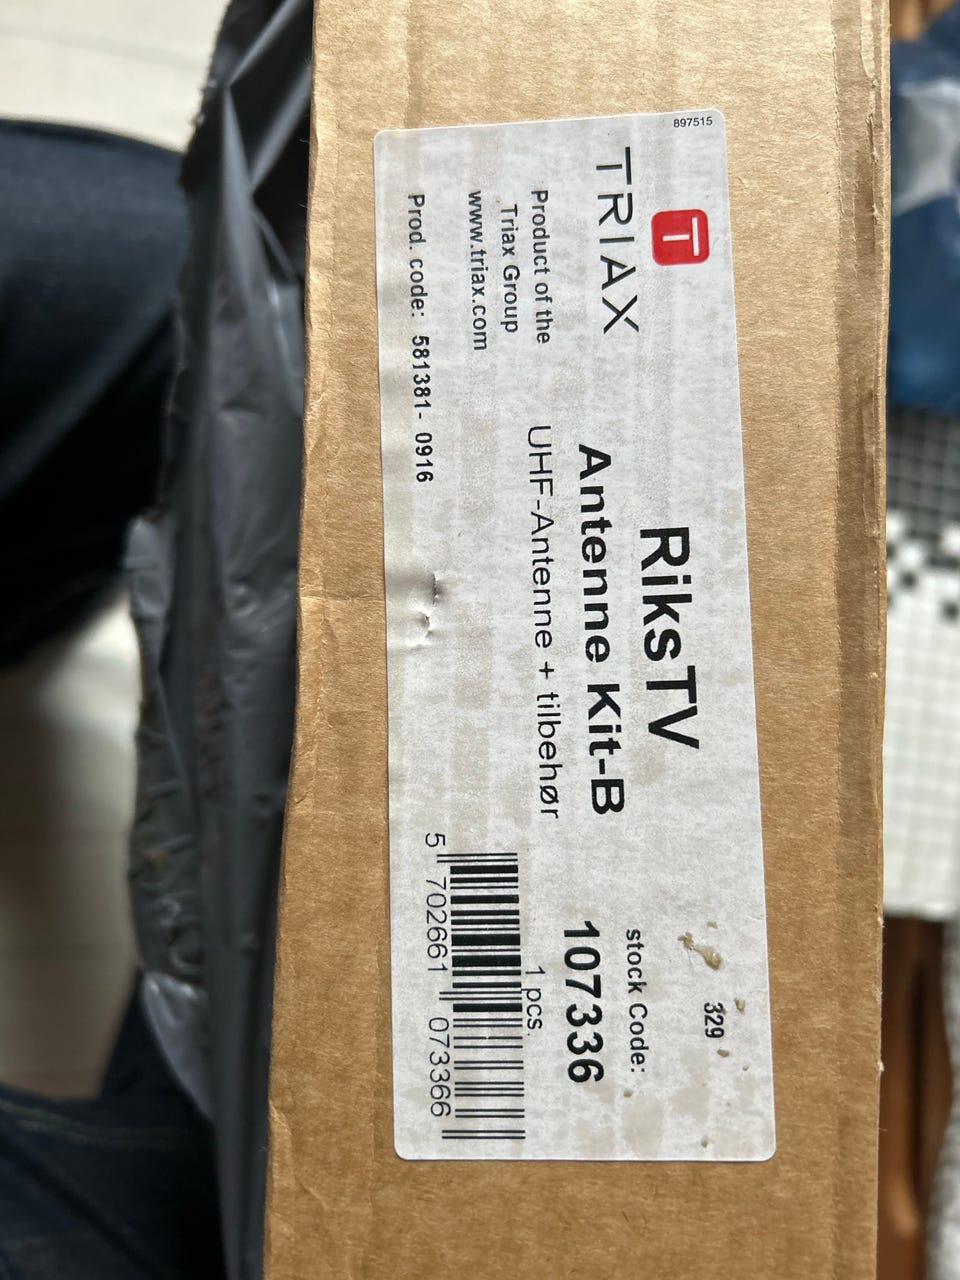 897515
T
TRIAX
Product of the
Triax Group
www.triax.com
Prod. code: 581381- 0916
RiksTV
Antenne Kit-B
UHF-Antenne + tilbehør
329
stock Code:
107336
1 pcs.
5 702661 073366